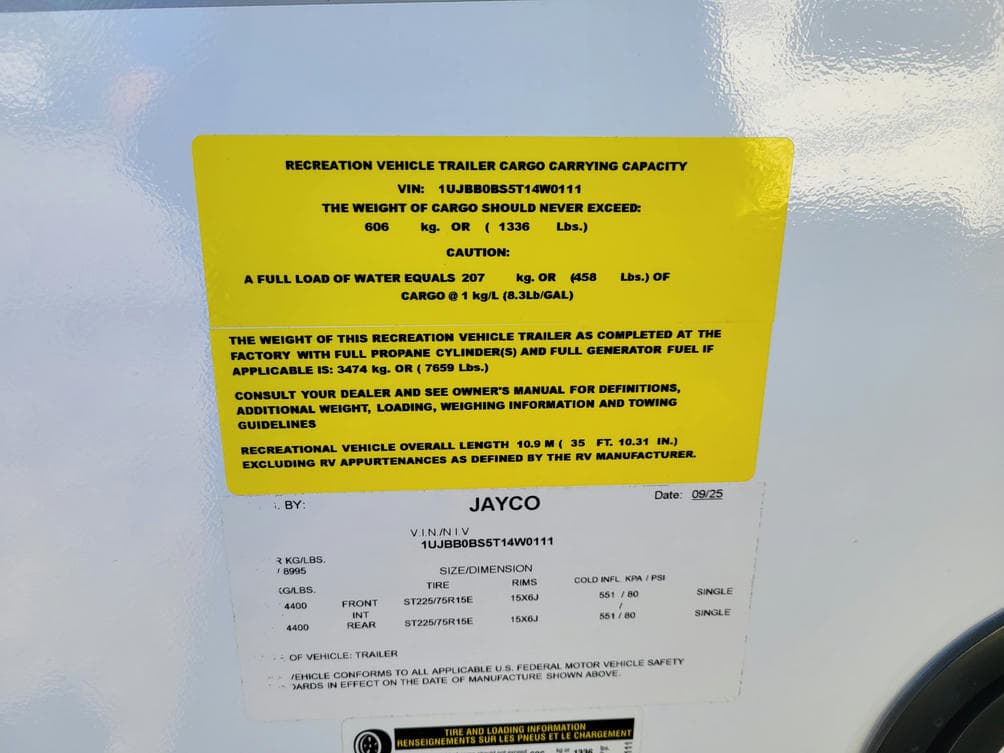 RECREATION VEHICLE TRAILER CARGO CARRYING CAPACITY
VIN: 1UJBB0BS5T14W0111
THE WEIGHT OF CARGO SHOULD NEVER EXCEED:
606 kg. OR ( 1336 Lbs.)
CAUTION:
A FULL LOAD OF WATER EQUALS 207 kg. OR (458 Lbs.) OF
CARGO @ 1 kg/L (8.3Lb/GAL)
THE WEIGHT OF THIS RECREATION VEHICLE TRAILER AS COMPLETED AT THE
FACTORY WITH FULL PROPANE CYLINDER(S) AND FULL GENERATOR FUEL IF
APPLICABLE IS: 3474 kg. OR ( 7659 Lbs.)
CONSULT YOUR DEALER AND SEE OWNER'S MANUAL FOR DEFINITIONS,
ADDITIONAL WEIGHT, LOADING, WEIGHING INFORMATION AND TOWING
GUIDELINES
RECREATIONAL VEHICLE OVERALL LENGTH 10.9 M ( 35 FT. 10.31 IN.)
EXCLUDING RV APPURTENANCES AS DEFINED BY THE RV MANUFACTURER.
. BY: JAYCO Date: 09/25
V.I.N./N I V
1UJBB0BS5T14W0111
R KG/LBS.
/ 8995 SIZE/DIMENSION
KG/LBS. TIRE RIMS COLD INFL. KPA / PSI
4400 FRONT ST225/75R15E 15X6J 551 / 80 SINGLE
INT /
4400 REAR ST225/75R15E 15X6J 551 / 80 SINGLE
OF VEHICLE: TRAILER
VEHICLE CONFORMS TO ALL APPLICABLE U.S. FEDERAL MOTOR VEHICLE SAFETY
DARDS IN EFFECT ON THE DATE OF MANUFACTURE SHOWN ABOVE.
TIRE AND LOADING INFORMATION
RENSEIGNEMENTS SUR LES PNEUS ET LE CHARGEMENT
1336